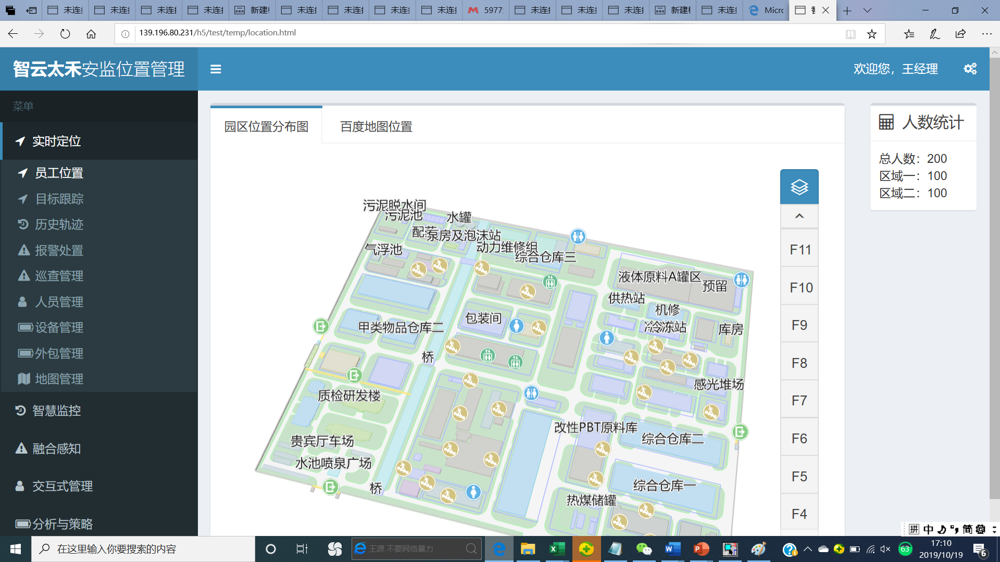 未连
未连
未连
未连
新建
未连
未连
未连
未连
5977
未连
未连
未连
新建
未连
Micro
139.196.80.231/h5/test/temp/location.html
智云太禾安监位置管理
欢迎您，王经理
菜单
实时定位
员工位置
目标跟踪
历史轨迹
报警处置
巡查管理
人员管理
设备管理
外包管理
地图管理
智慧监控
融合感知
交互式管理
分析与策略
园区位置分布图
百度地图位置
人数统计
总人数：200
区域一：100
区域二：100
F11
F10
F9
F8
F7
F6
F5
F4
污泥脱水间
污泥池
水罐
泵房及泡沫站
气浮池
动力维修组
综合仓库三
液体原料A罐区
预留
供热站
机修
冷冻站
库房
包装间
甲类物品仓库二
桥
感光堆场
质检研发楼
改性PBT原料库
综合仓库二
贵宾厅车场
水池喷泉广场
桥
综合仓库一
热煤储罐
拼 中 简
在这里输入你要搜索的内容
王源 不要网络暴力
63
17:10
2019/10/19
6